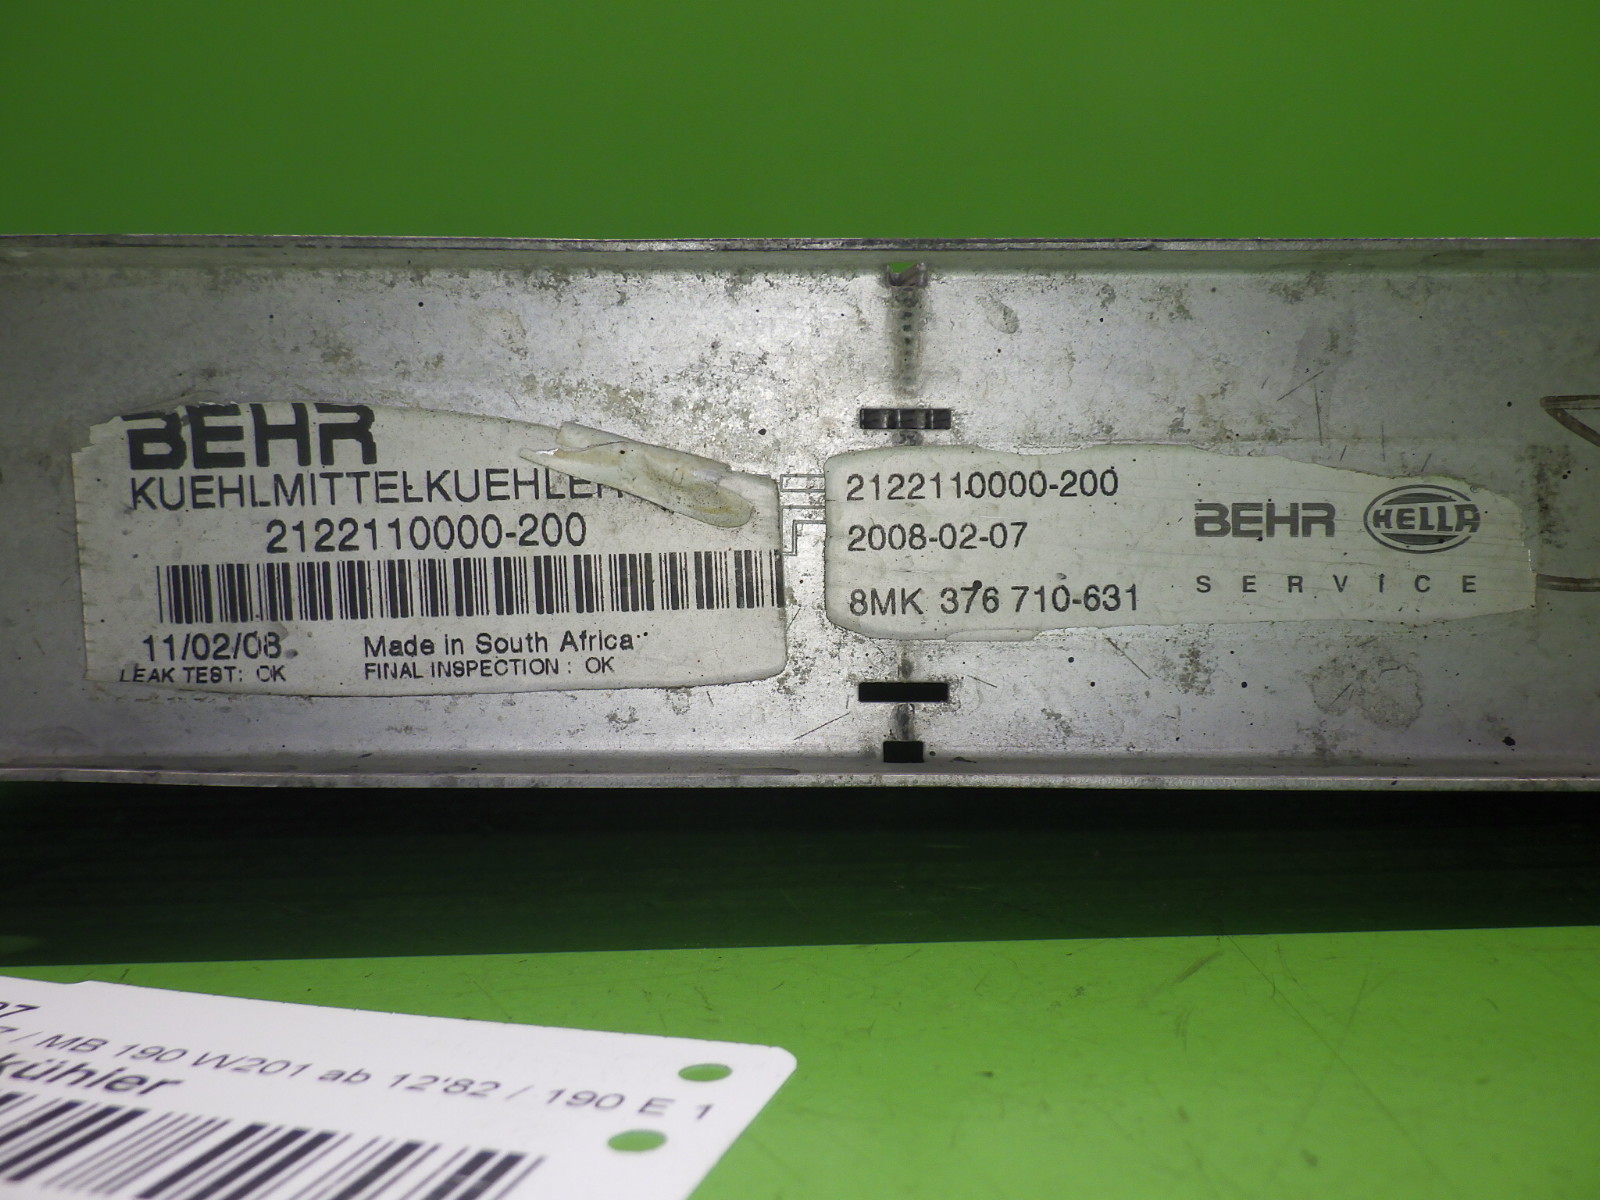 BEHR
KUEHLMITTELKUEHLER
2122110000-200
11/02/08
Made in South Africa
LEAK TEST: OK
FINAL INSPECTION : OK
2122110000-200
2008-02-07
8MK 376 710-631
BEHR HELLA
SERVICE
/ MB 190 W201 ab 12'82 / 190 E 1
kühler